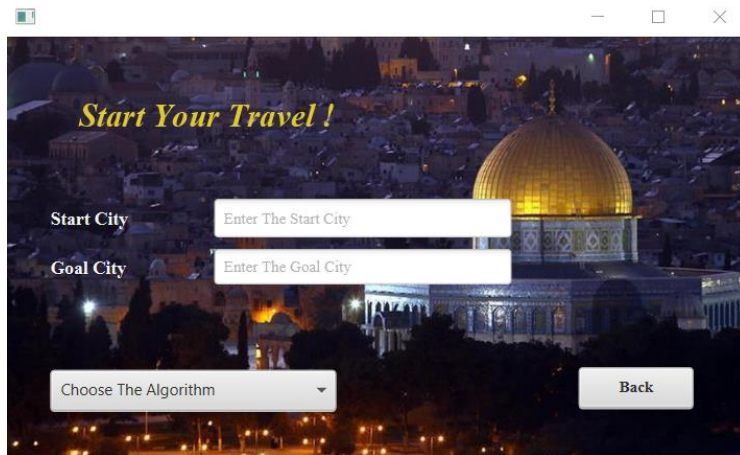 Start Your Travel !
Start City
Enter The Start City
Goal City
Enter The Goal City
Choose The Algorithm
Back